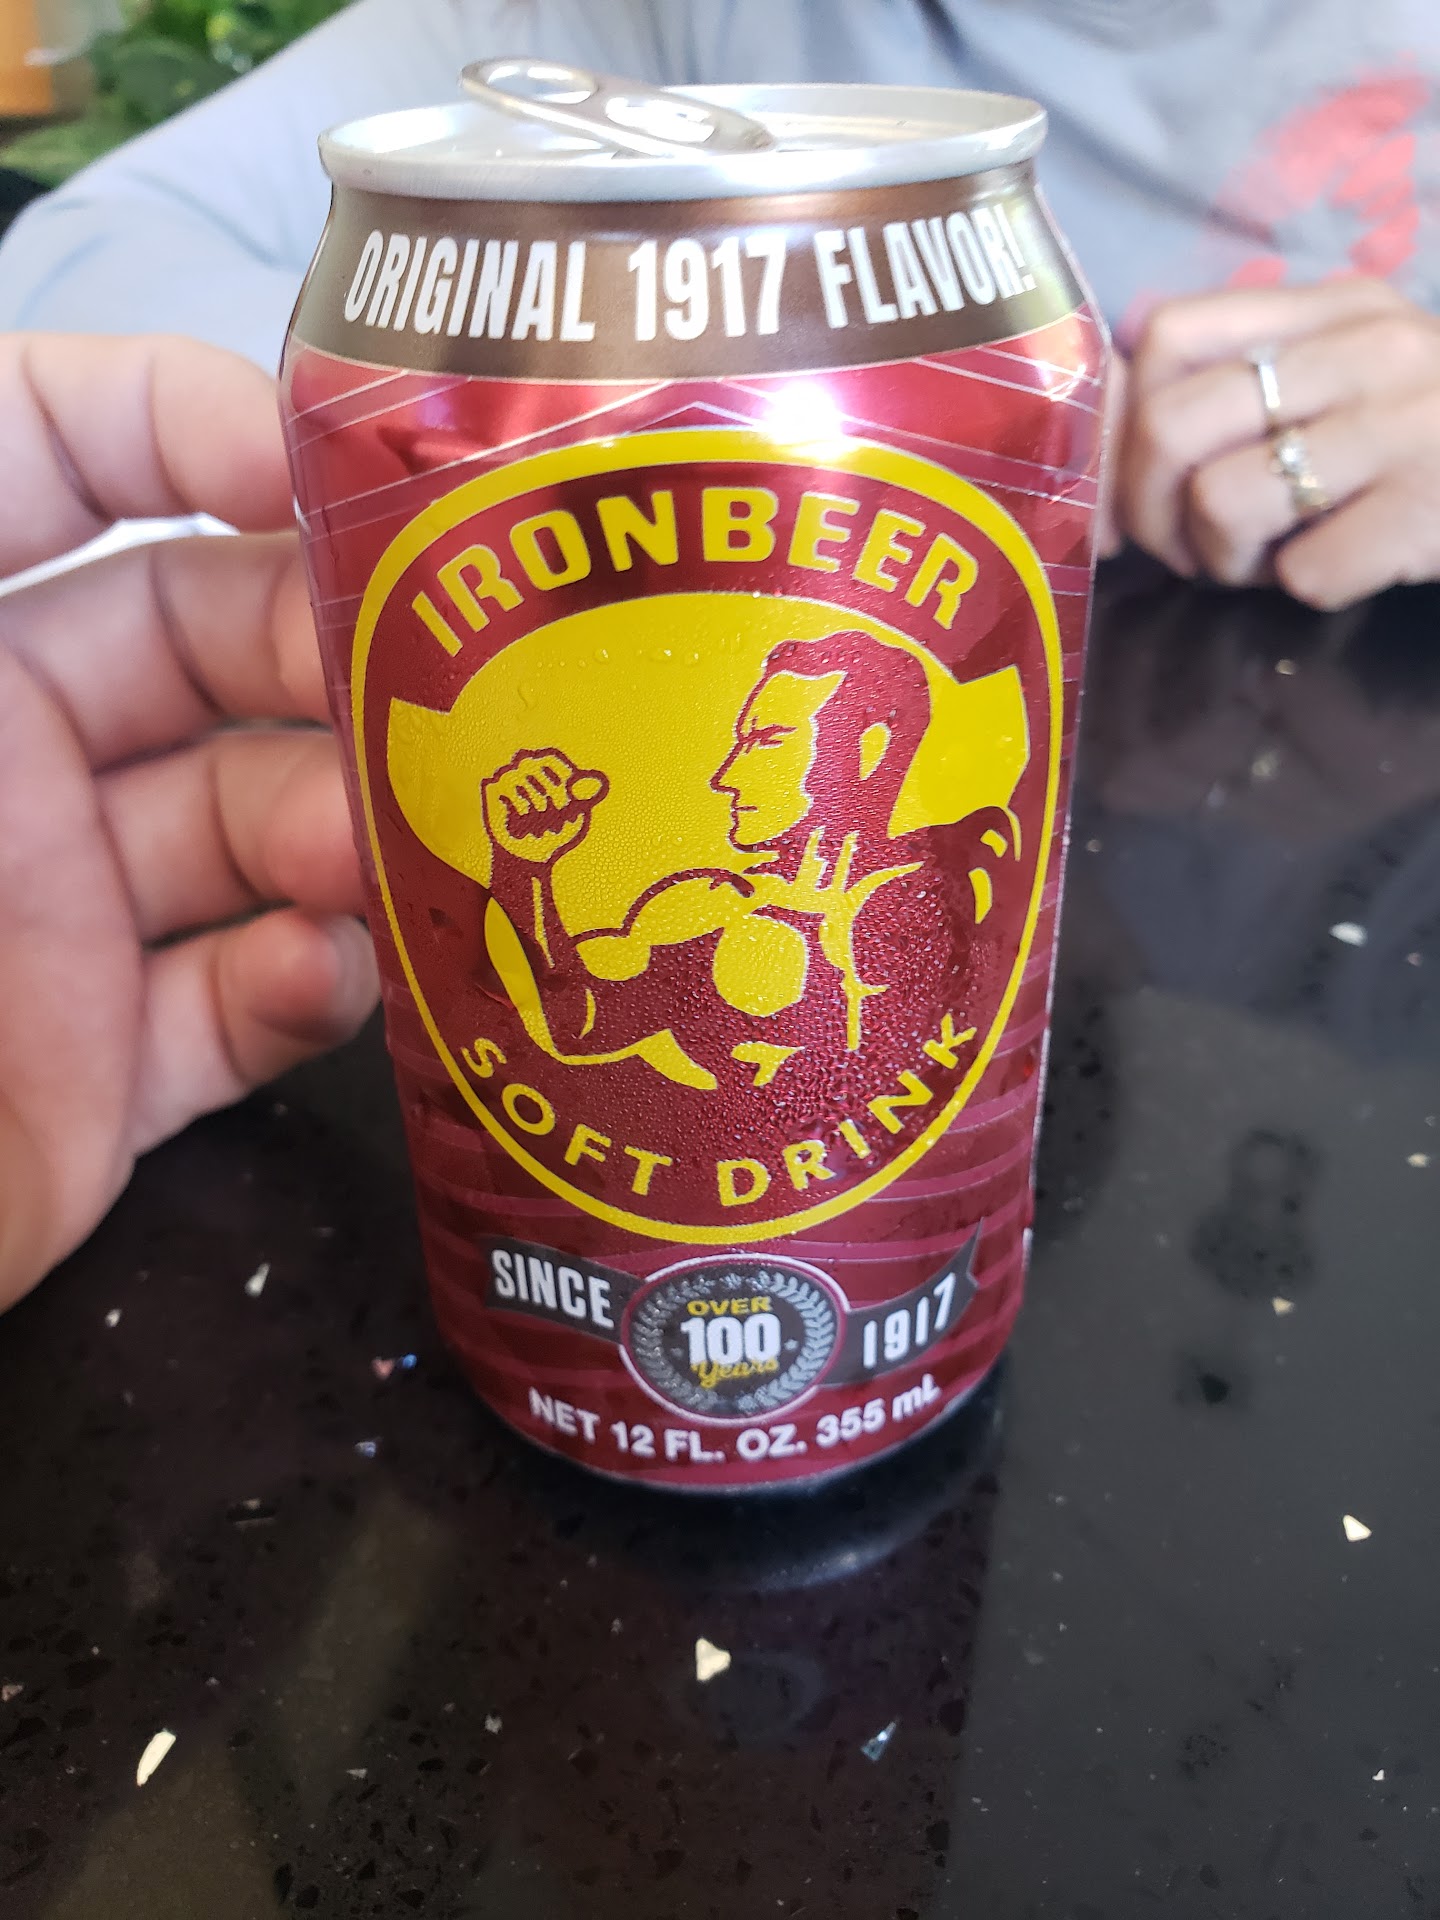 ORIGINAL 1917 FLAVOR!
IRONBEER
SOFT DRINK
SINCE 1917
OVER
100
Years
NET 12 FL. OZ. 355 mL